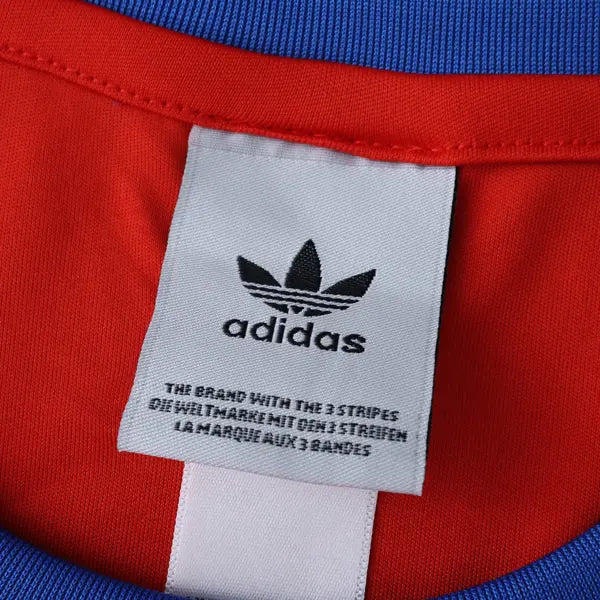 adidas
THE BRAND WITH THE 3 STRIPES
DIE WELTMARKE MIT DEN 3 STREIFEN
LA MARQUE AUX 3 BANDES